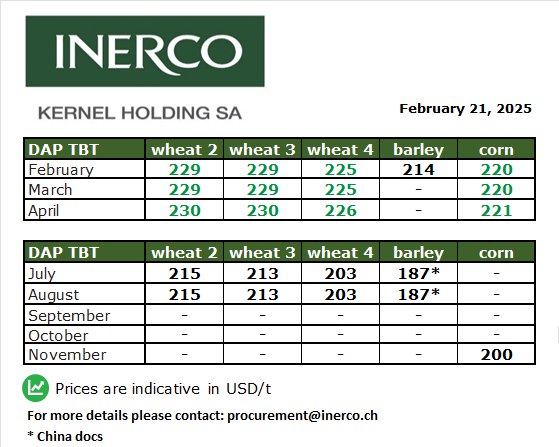 INERCO
KERNEL HOLDING SA
February 21, 2025
DAP TBT wheat 2 wheat 3 wheat 4 barley corn
February 229 229 225 214 220
March 229 229 225 - 220
April 230 230 226 - 221
DAP TBT wheat 2 wheat 3 wheat 4 barley corn
July 215 213 203 187* -
August 215 213 203 187* -
September - - - - -
October - - - - -
November - - - - 200
Prices are indicative in USD/t
For more details please contact: procurement@inerco.ch
* China docs